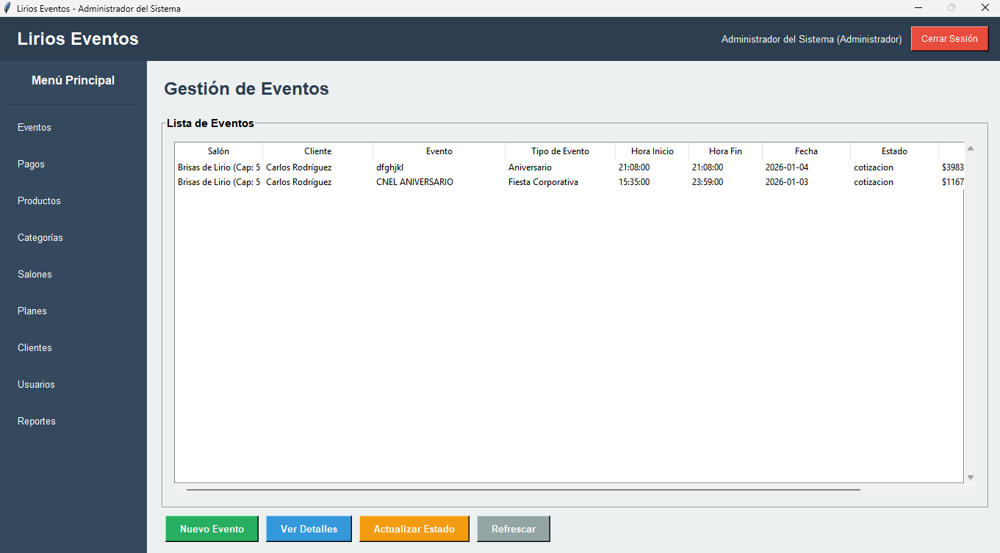 Lirios Eventos - Administrador del Sistema
Lirios Eventos
Administrador del Sistema (Administrador)
Cerrar Sesión
Menú Principal
Eventos
Pagos
Productos
Categorías
Salones
Planes
Clientes
Usuarios
Reportes
Gestión de Eventos
Lista de Eventos
Salón Cliente Evento Tipo de Evento Hora Inicio Hora Fin Fecha Estado
Brisas de Lirio (Cap: 5 Carlos Rodríguez dfghjkl Aniversario 21:08:00 21:08:00 2026-01-04 cotizacion $3983
Brisas de Lirio (Cap: 5 Carlos Rodríguez CNEL ANIVERSARIO Fiesta Corporativa 15:35:00 23:59:00 2026-01-03 cotizacion $1167
Nuevo Evento Ver Detalles Actualizar Estado Refrescar